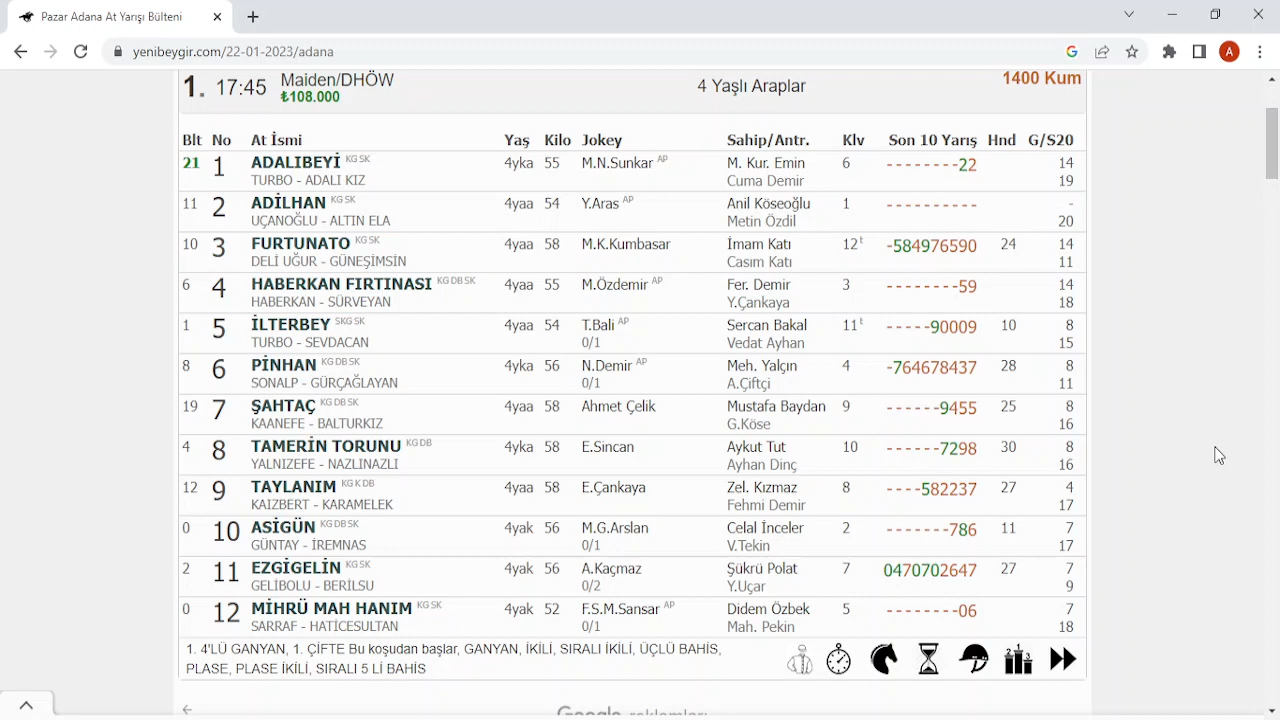 Pazar Adana At Yarışı Bülteni
yenibeygir.com/22-01-2023/adana
A
1. 17:45 Maiden/DHÖW 4 Yaşlı Araplar 1400 Kum
₺108.000
Blt No At İsmi Yaş Kilo Jokey Sahip/Antr. Klv Son 10 Yarış Hnd G/S20
21 1 ADALIBEYİ KG SK 4yka 55 M.N.Sunkar AP M. Kur. Emin 6 --------22 14
TURBO - ADALI KIZ Cuma Demir 19
11 2 ADİLHAN KG SK 4yaa 54 Y.Aras AP Anil Köseoğlu 1 ---------- -
UÇANOĞLU - ALTIN ELA Metin Özdil 20
10 3 FURTUNATO KG SK 4yaa 58 M.K.Kumbasar İmam Katı 12t -584976590 24 14
DELİ UĞUR - GÜNEŞİMSİN Casım Katı 11
6 4 HABERKAN FIRTINASI KG DB SK 4yaa 55 M.Özdemir AP Fer. Demir 3 --------59 14
HABERKAN - SÜRVEYAN Y.Çankaya 18
1 5 İLTERBEY SKG SK 4yaa 54 T.Bali AP Sercan Bakal 11t -----90009 10 8
TURBO - SEVDACAN 0/1 Vedat Ayhan 15
8 6 PİNHAN KG DB SK 4yaa 56 N.Demir AP Meh. Yalçın 4 -764678437 28 8
SONALP - GÜRÇAĞLAYAN 0/1 A.Çiftçi 11
19 7 ŞAHTAÇ KG DB SK 4yaa 58 Ahmet Çelik Mustafa Baydan 9 ------9455 25 8
KAANEFE - BALTURKIZ G.Köse 16
4 8 TAMERİN TORUNU KG DB 4yka 58 E.Sincan Aykut Tut 10 ------7298 30 8
YALNIZEFE - NAZLINAZLI Ayhan Dinç 16
12 9 TAYLANIM KG K DB 4yaa 58 E.Çankaya Zel. Kızmaz 8 ----582237 27 4
KAIZBERT - KARAMELEK Fehmi Demir 17
0 10 ASİGÜN KG DB SK 4yak 56 M.G.Arslan Celal İnceler 2 -------786 11 7
GÜNTAY - İREMNAS 0/1 V.Tekin 17
2 11 EZGİGELİN KG SK 4yak 56 A.Kaçmaz Şükrü Polat 7 0470702647 27 7
GELİBOLU - BERİLSU 0/2 Y.Uçar 9
0 12 MİHRÜ MAH HANIM KG SK 4yak 52 F.S.M.Sansar AP Didem Özbek 5 --------06 7
SARRAF - HATİCESULTAN 0/1 Mah. Pekin 18
1. 4'LÜ GANYAN, 1. ÇİFTE Bu koşudan başlar, GANYAN, İKİLİ, SIRALI İKİLİ, ÜÇLÜ BAHİS,
PLASE, PLASE İKİLİ, SIRALI 5 Lİ BAHİS
Google reklamları